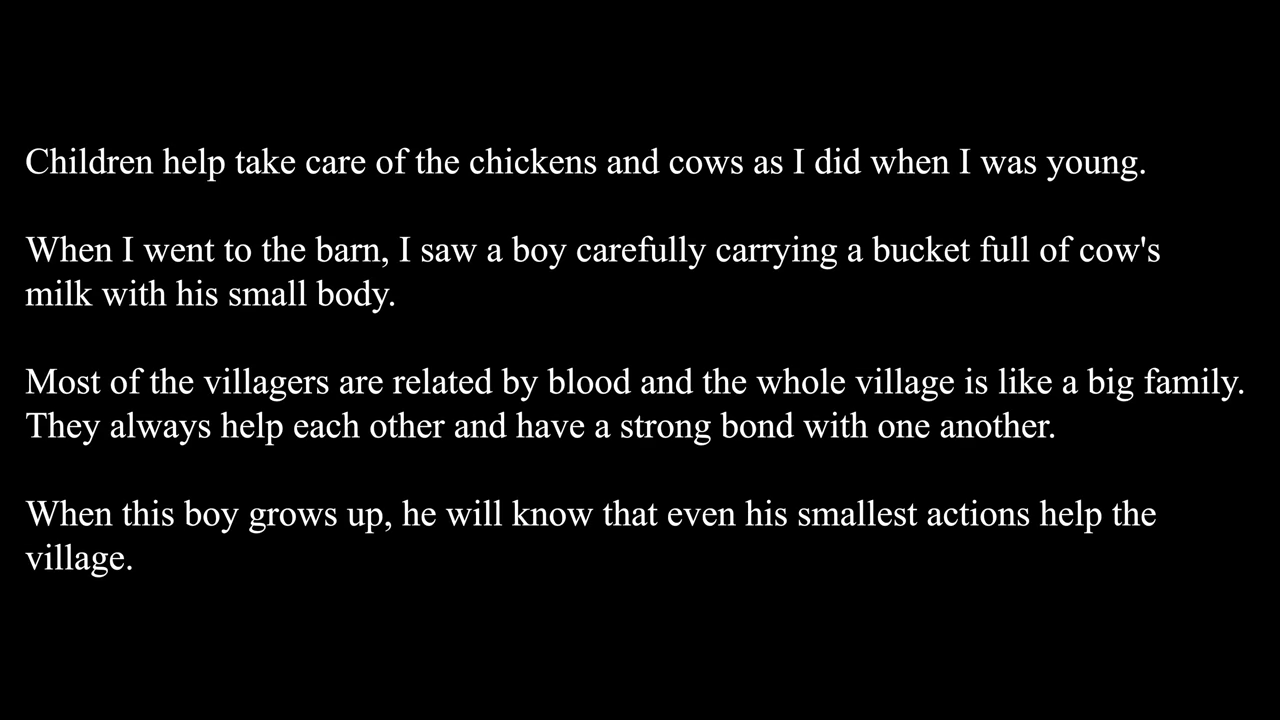 Children help take care of the chickens and cows as I did when I was young.
When I went to the barn, I saw a boy carefully carrying a bucket full of cow's
milk with his small body.
Most of the villagers are related by blood and the whole village is like a big family.
They always help each other and have a strong bond with one another.
When this boy grows up, he will know that even his smallest actions help the
village.